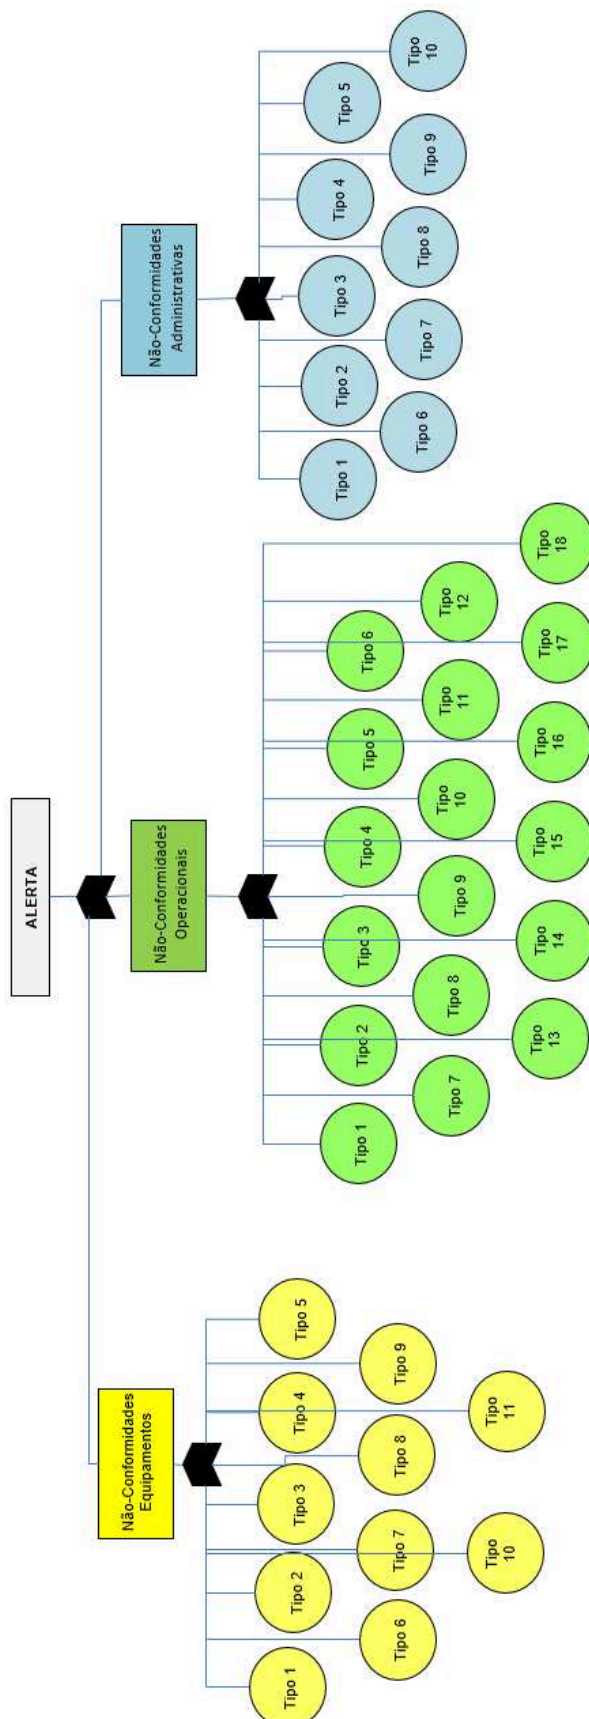 ALERTA
Não-Conformidades
Equipamentos
Não-Conformidades
Operacionais
Não-Conformidades
Administrativas
Tipo 1
Tipo 2
Tipo 3
Tipo 4
Tipo 5
Tipo 6
Tipo 7
Tipo 8
Tipo 9
Tipo
10
Tipo
11
Tipo 1
Tipo 2
Tipo 3
Tipo 4
Tipo 5
Tipo 6
Tipo 7
Tipo 8
Tipo 9
Tipo
10
Tipo
11
Tipo
12
Tipo
13
Tipo
14
Tipo
15
Tipo
16
Tipo
17
Tipo
18
Tipo 1
Tipo 2
Tipo 3
Tipo 4
Tipo 5
Tipo 6
Tipo 7
Tipo 8
Tipo 9
Tipo
10